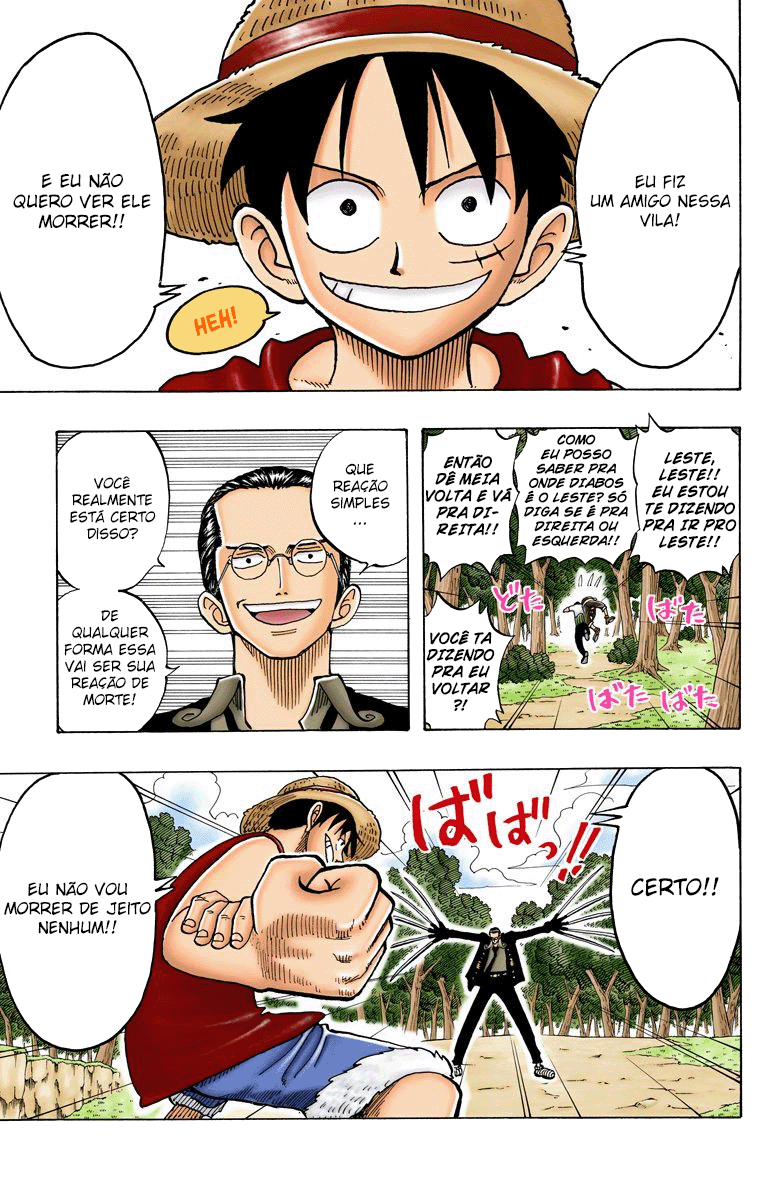 EU FIZ
UM AMIGO NESSA
VILA!
E EU NÃO
QUERO VER ELE
MORRER!!
HEH!
LESTE,
LESTE!!
EU ESTOU
TE DIZENDO
PRA IR PRO
LESTE!!
COMO
EU POSSO
SABER PRA
ONDE DIABOS
É O LESTE? SÓ
DIGA SE É PRA
DIREITA OU
ESQUERDA!!
ENTÃO
DÊ MEIA
VOLTA E VÁ
PRA DI-
REITA!!
VOCÊ TA
DIZENDO
PRA EU
VOLTAR
?!
どた
ばた
ばた
ばた
QUE
REAÇÃO
SIMPLES
...
VOCÊ
REALMENTE
ESTÁ CERTO
DISSO?
DE
QUALQUER
FORMA ESSA
VAI SER SUA
REAÇÃO DE
MORTE!
CERTO!!
ばばっ!!
EU NÃO VOU
MORRER DE JEITO
NENHUM!!